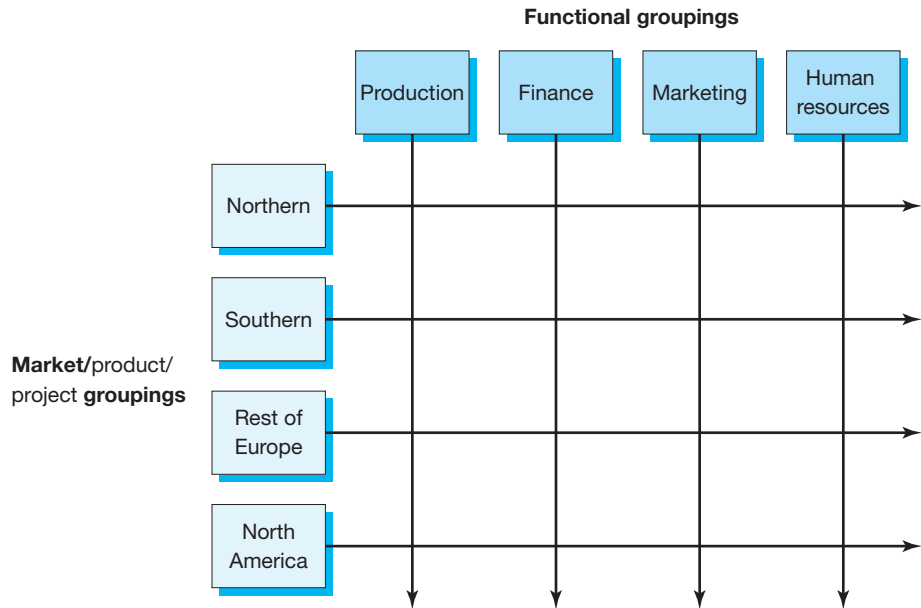 Functional groupings
Production
Finance
Marketing
Human
resources
Northern
Southern
Market/product/
project groupings
Rest of
Europe
North
America